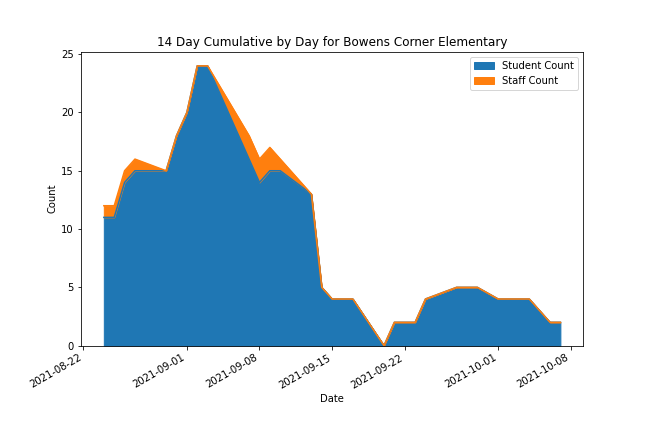 14 Day Cumulative by Day for Bowens Corner Elementary
Student Count
Staff Count
25
20
15
10
5
0
Count
2021-08-22
2021-09-01
2021-09-08
2021-09-15
2021-09-22
2021-10-01
2021-10-08
Date